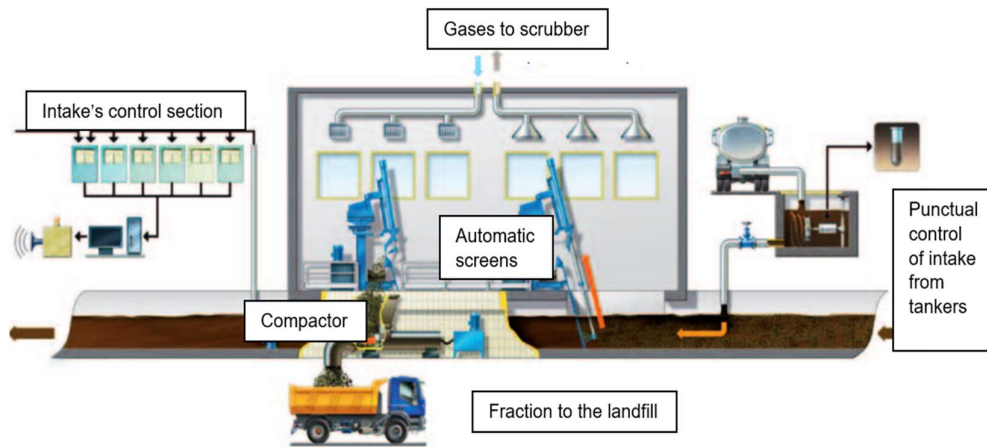 Gases to scrubber
Intake's control section
Automatic
screens
Punctual
control
of intake
from
tankers
Compactor
Fraction to the landfill